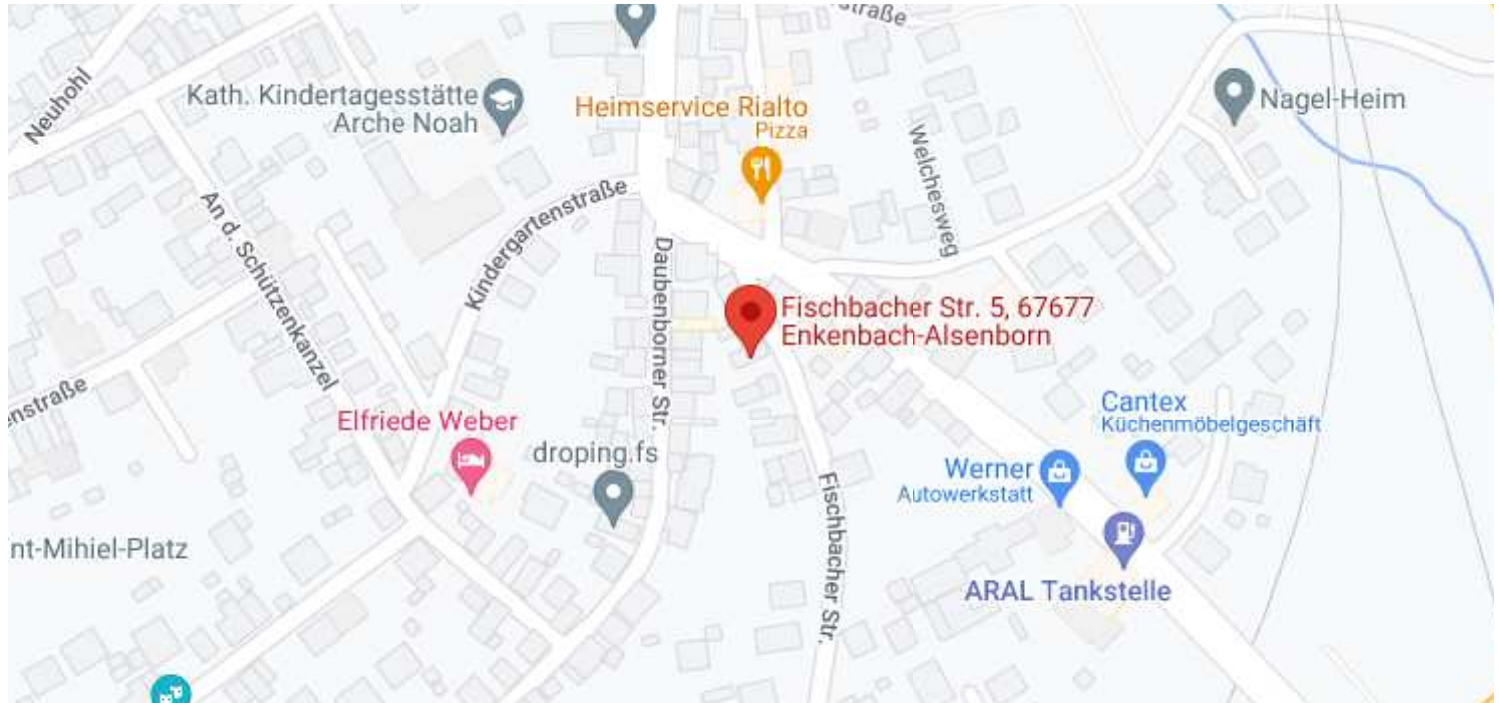 straße
Neuhohl
Kath. Kindertagesstätte
Arche Noah
Heimservice Rialto
Pizza
Nagel-Heim
Welchesweg
An d. Schützenkanzel
Kindergartenstraße
Daubenborner Str.
Fischbacher Str. 5, 67677
Enkenbach-Alsenborn
enstraße
Elfriede Weber
droping.fs
Cantex
Küchenmöbelgeschäft
Werner
Autowerkstatt
Fischbacher Str.
nt-Mihiel-Platz
ARAL Tankstelle